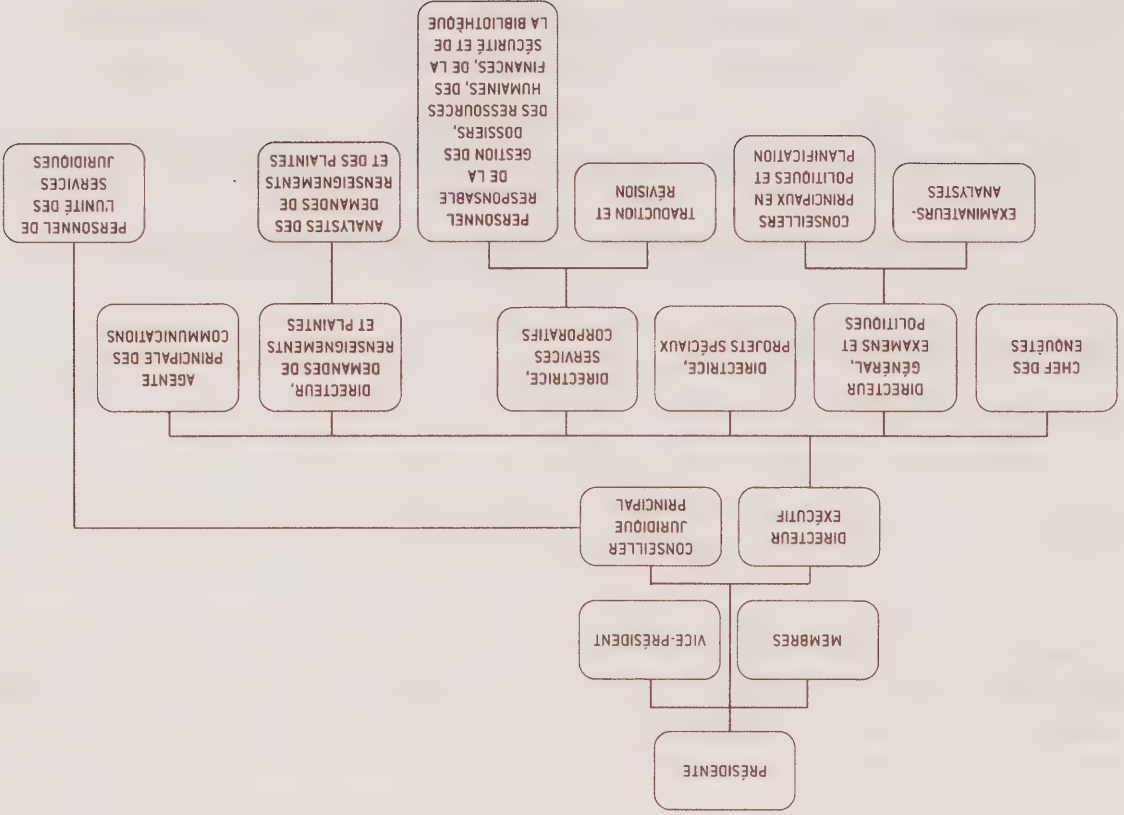 PRÉSIDENTE
MEMBRES
VICE-PRÉSIDENT
DIRECTEUR
EXÉCUTIF
CONSEILLER
JURIDIQUE
PRINCIPAL
CHEF DES
ENQUÊTES
DIRECTEUR
GÉNÉRAL,
EXAMENS ET
POLITIQUES
DIRECTRICE,
PROJETS SPÉCIAUX
DIRECTRICE,
SERVICES
CORPORATIFS
DIRECTEUR,
DEMANDES DE
RENSEIGNEMENTS
ET PLAINTES
AGENTE
PRINCIPALE DES
COMMUNICATIONS
EXAMINATEURS-
ANALYSTES
CONSEILLERS
PRINCIPAUX EN
POLITIQUES ET
PLANIFICATION
TRADUCTION ET
RÉVISION
PERSONNEL
RESPONSABLE
DE LA
GESTION DES
DOSSIERS,
DES RESSOURCES
HUMAINES, DES
FINANCES, DE LA
SÉCURITÉ ET DE
LA BIBLIOTHÈQUE
ANALYSTES DES
DEMANDES DE
RENSEIGNEMENTS
ET DES PLAINTES
PERSONNEL DE
L'UNITÉ DES
SERVICES
JURIDIQUES